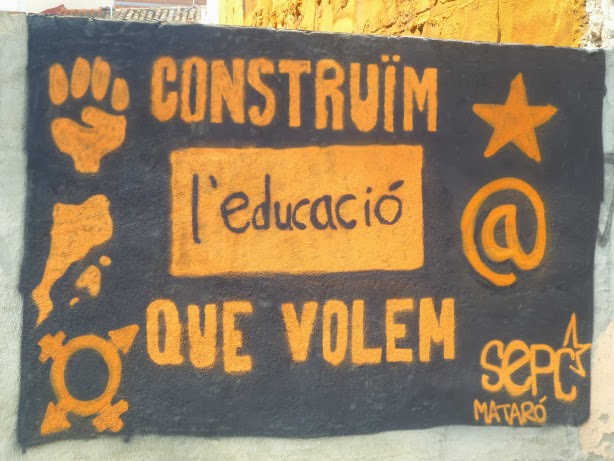 CONSTRUÏM
l'educació
QUE VOLEM
@
SEPC
MATARÓ